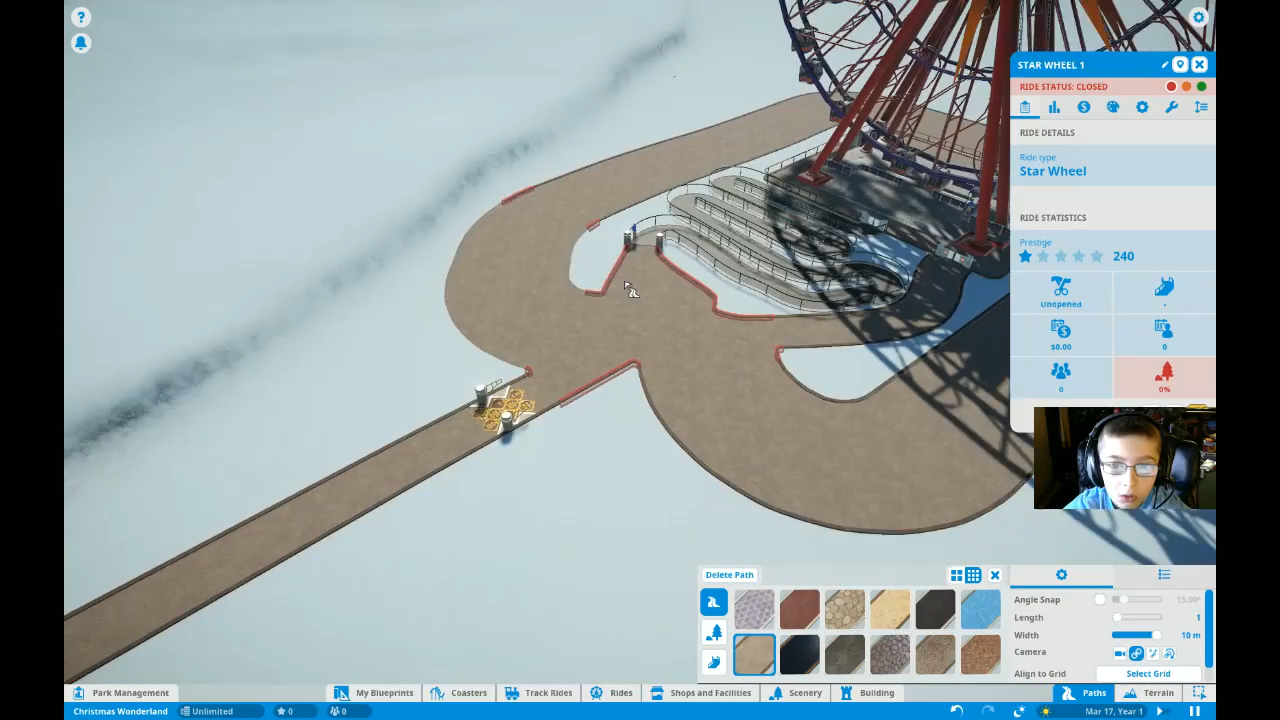 ?
STAR WHEEL 1
RIDE STATUS: CLOSED
RIDE DETAILS
Ride type
Star Wheel
RIDE STATISTICS
Prestige
240
Unopened
-
$0.00
0
0
0%
Delete Path
Angle Snap
15.00°
Length
1
Width
10 m
Camera
Align to Grid
Select Grid
Park Management
My Blueprints
Coasters
Track Rides
Rides
Shops and Facilities
Scenery
Building
Paths
Terrain
Christmas Wonderland
Unlimited
0
0
Mar 17, Year 1